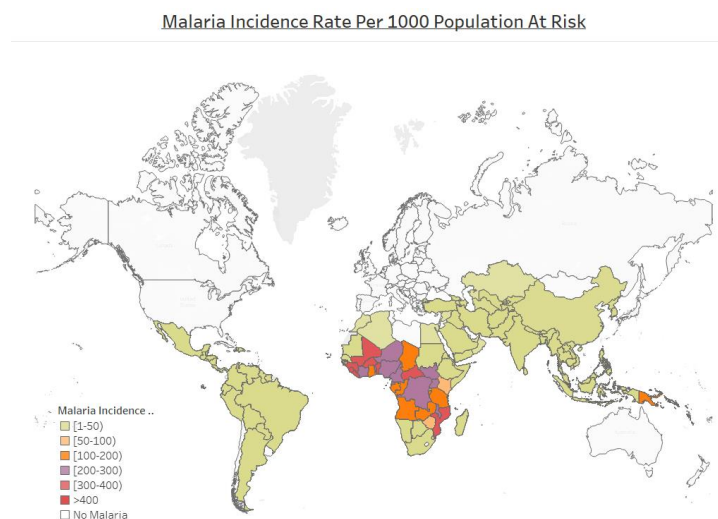 Malaria Incidence Rate Per 1000 Population At Risk
Malaria Incidence ..
[1-50)
[50-100)
[100-200)
[200-300)
[300-400)
>400
No Malaria